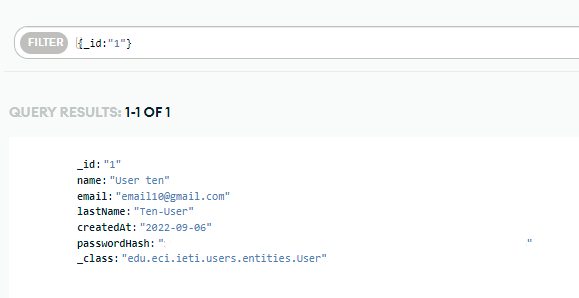 FILTER {_id:"1"}
QUERY RESULTS: 1-1 OF 1
_id: "1"
name: "User ten"
email: "email10@gmail.com"
lastName: "Ten-User"
createdAt: "2022-09-06"
passwordHash: " "
_class: "edu.eci.ieti.users.entities.User"